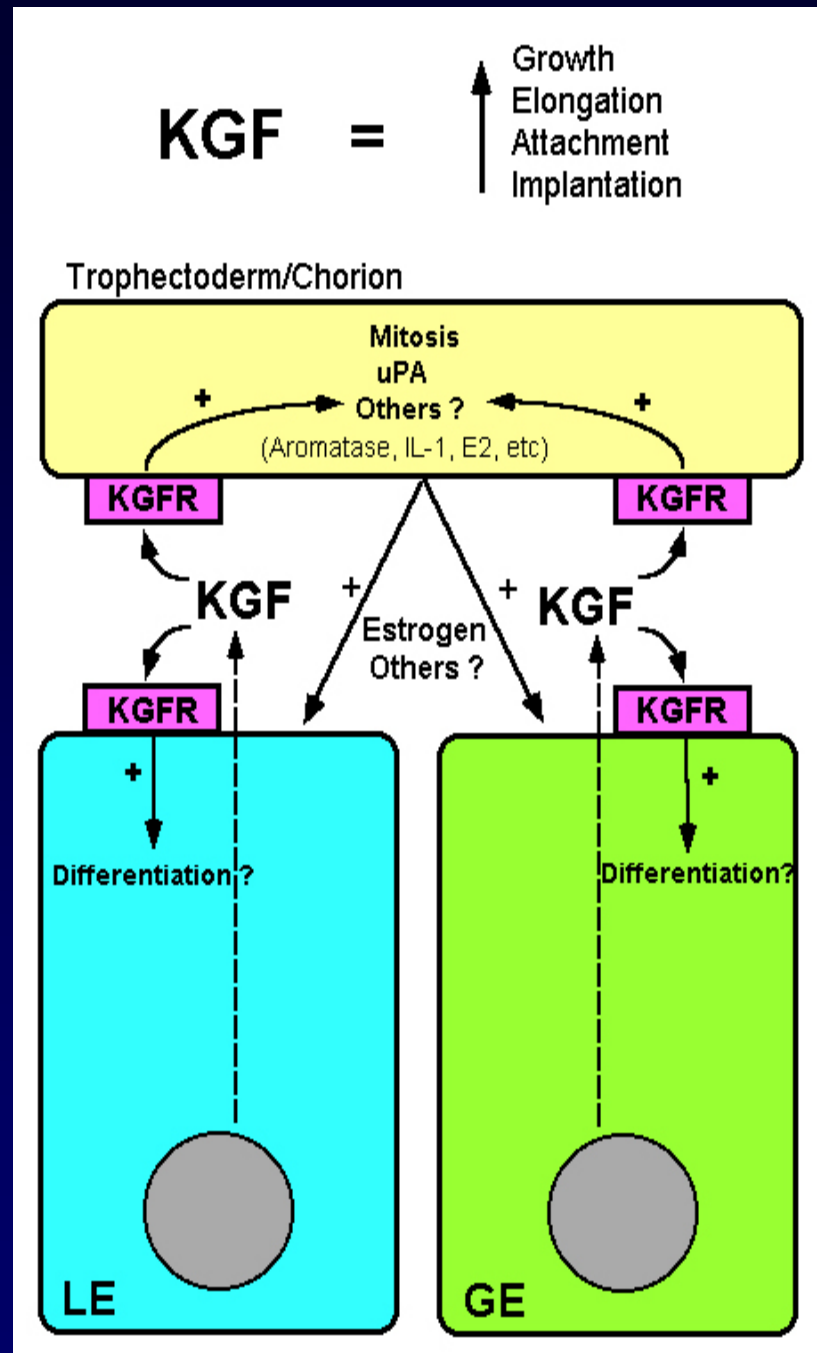 KGF = Growth
Elongation
Attachment
Implantation
Trophectoderm/Chorion
Mitosis
uPA
+ Others ? +
(Aromatase, IL-1, E2, etc)
KGFR KGFR
KGF + + KGF
Estrogen
Others ?
KGFR KGFR
+ +
Differentiation ? Differentiation?
LE GE